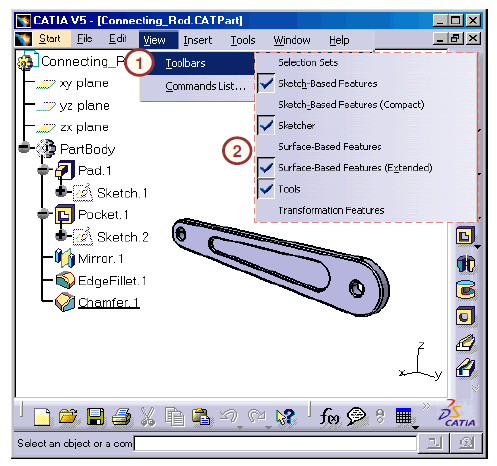 CATIA V5 - [Connecting_Rod.CATPart]
Start File Edit View Insert Tools Window Help
Connecting_R
xy plane
yz plane
zx plane
PartBody
Pad.1
Sketch.1
Pocket.1
Sketch.2
Mirror.1
EdgeFillet.1
Chamfer.1
1
Toolbars
Commands List...
2
Selection Sets
Sketch-Based Features
Sketch-Based Features (Compact)
Sketcher
Surface-Based Features
Surface-Based Features (Extended)
Tools
Transformation Features
z
x
y
f(x)
CATIA
Select an object or a com